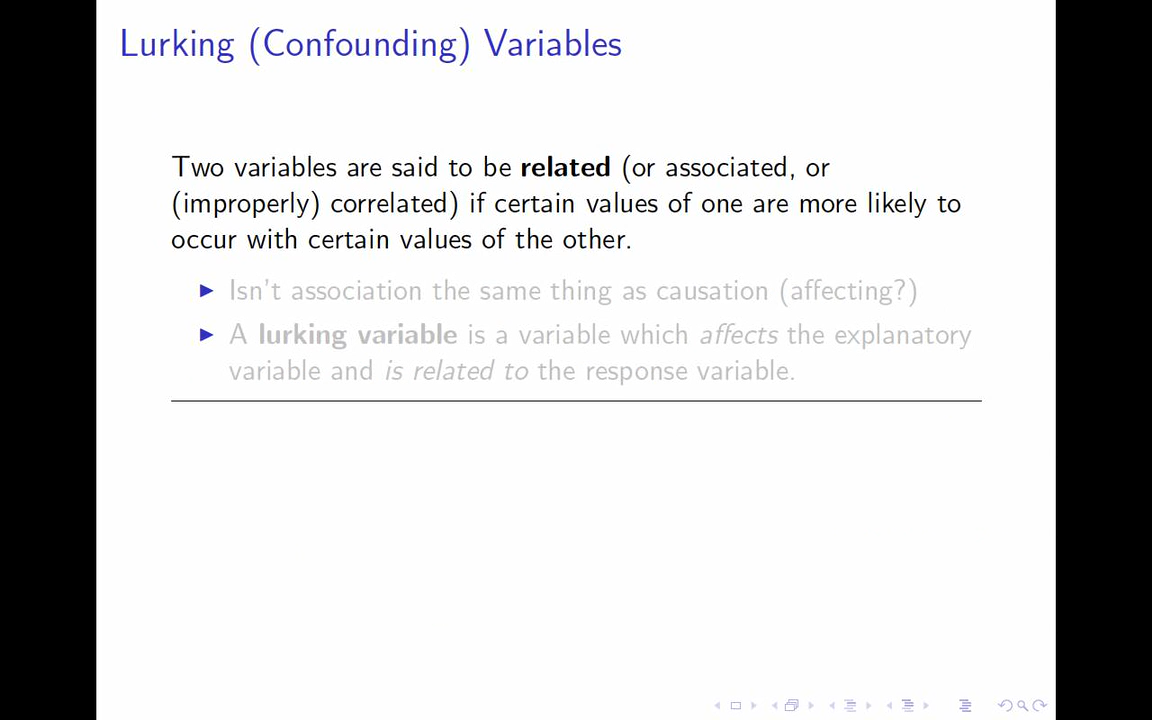 Lurking (Confounding) Variables
Two variables are said to be related (or associated, or
(improperly) correlated) if certain values of one are more likely to
occur with certain values of the other.
Isn't association the same thing as causation (affecting?)
A lurking variable is a variable which affects the explanatory
variable and is related to the response variable.